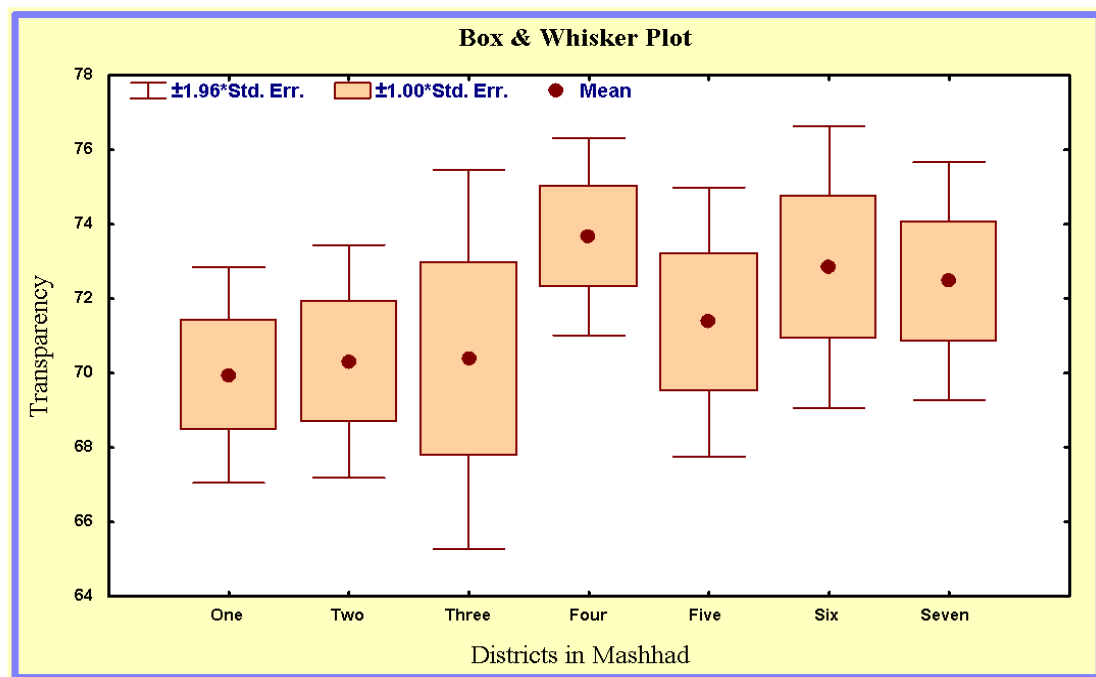 Box & Whisker Plot
±1.96*Std. Err. ±1.00*Std. Err. Mean
78
76
74
72
70
68
66
64
Transparency
One Two Three Four Five Six Seven
Districts in Mashhad